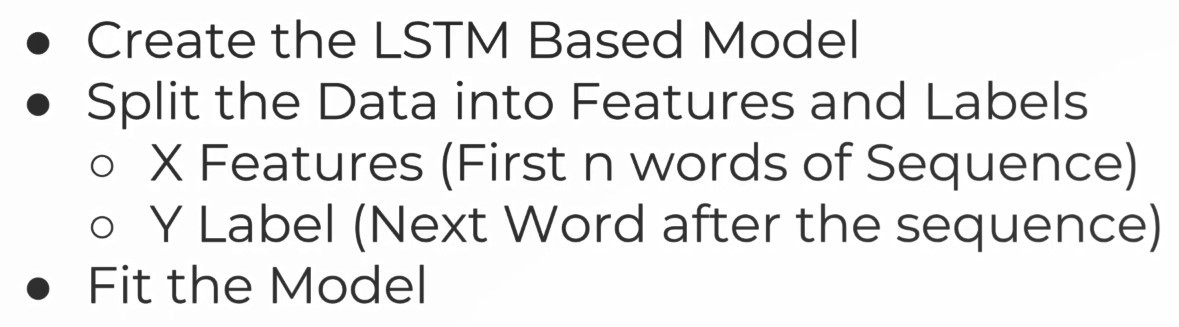 ● Create the LSTM Based Model
● Split the Data into Features and Labels
○ X Features (First n words of Sequence)
○ Y Label (Next Word after the sequence)
● Fit the Model